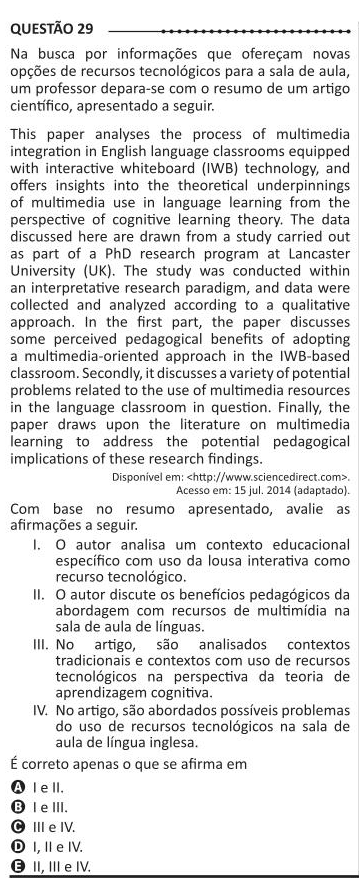 QUESTÃO 29
Na busca por informações que ofereçam novas
opções de recursos tecnológicos para a sala de aula,
um professor depara-se com o resumo de um artigo
científico, apresentado a seguir.
This paper analyses the process of multimedia
integration in English language classrooms equipped
with interactive whiteboard (IWB) technology, and
offers insights into the theoretical underpinnings
of multimedia use in language learning from the
perspective of cognitive learning theory. The data
discussed here are drawn from a study carried out
as part of a PhD research program at Lancaster
University (UK). The study was conducted within
an interpretative research paradigm, and data were
collected and analyzed according to a qualitative
approach. In the first part, the paper discusses
some perceived pedagogical benefits of adopting
a multimedia-oriented approach in the IWB-based
classroom. Secondly, it discusses a variety of potential
problems related to the use of multimedia resources
in the language classroom in question. Finally, the
paper draws upon the literature on multimedia
learning to address the potential pedagogical
implications of these research findings.
Disponível em: <http://www.sciencedirect.com>.
Acesso em: 15 jul. 2014 (adaptado).
Com base no resumo apresentado, avalie as
afirmações a seguir.
I. O autor analisa um contexto educacional
específico com uso da lousa interativa como
recurso tecnológico.
II. O autor discute os benefícios pedagógicos da
abordagem com recursos de multimídia na
sala de aula de línguas.
III. No artigo, são analisados contextos
tradicionais e contextos com uso de recursos
tecnológicos na perspectiva da teoria de
aprendizagem cognitiva.
IV. No artigo, são abordados possíveis problemas
do uso de recursos tecnológicos na sala de
aula de língua inglesa.
É correto apenas o que se afirma em
A I e II.
B I e III.
C III e IV.
D I, II e IV.
E II, III e IV.